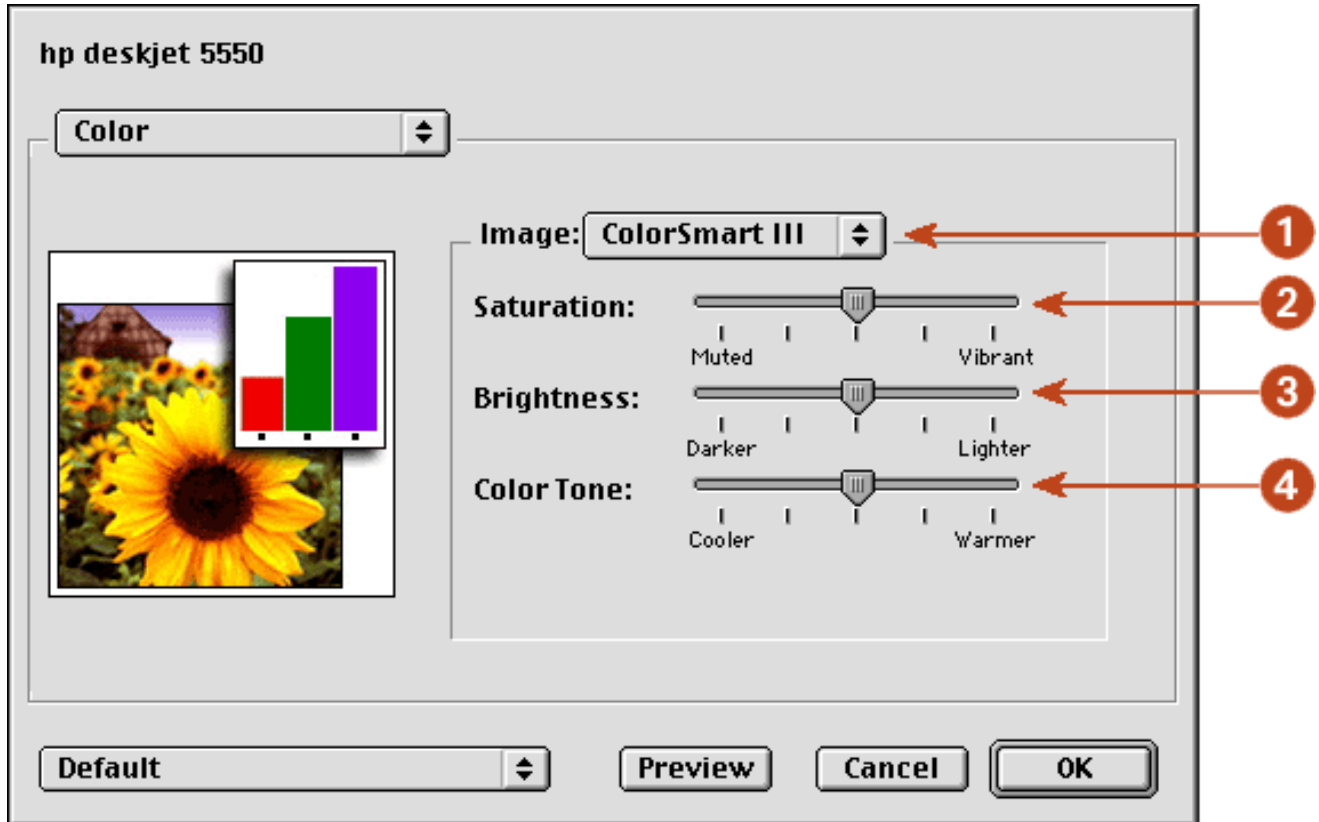 hp deskjet 5550
Color
Image: ColorSmart III
1
Saturation:
2
Muted Vibrant
Brightness:
3
Darker Lighter
Color Tone:
4
Cooler Warmer
Default Preview Cancel OK